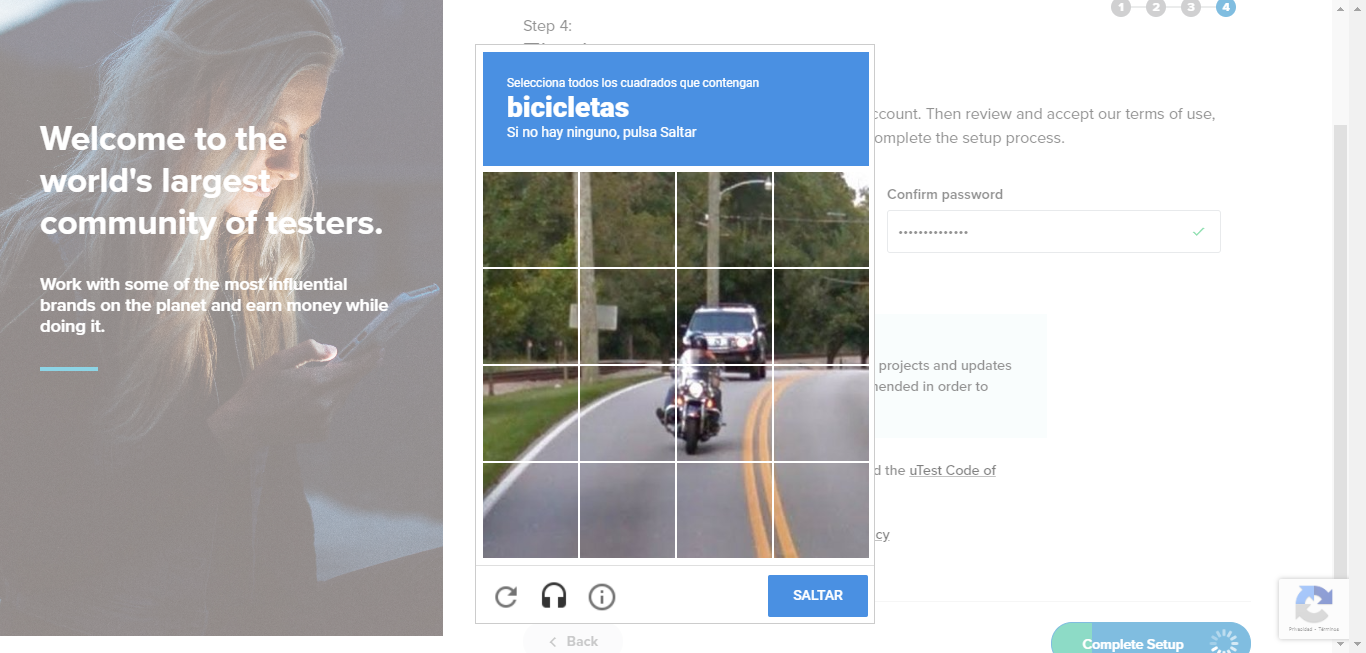 Welcome to the
world's largest
community of testers.
Work with some of the most influential
brands on the planet and earn money while
doing it.
1 2 3 4
Step 4:
Selecciona todos los cuadrados que contengan
bicicletas
Si no hay ninguno, pulsa Saltar
SALTAR
ccount. Then review and accept our terms of use,
omplete the setup process.
Confirm password
••••••••••••••
projects and updates
nended in order to
d the uTest Code of
cy
Back
Complete Setup
Privacidad - Términos